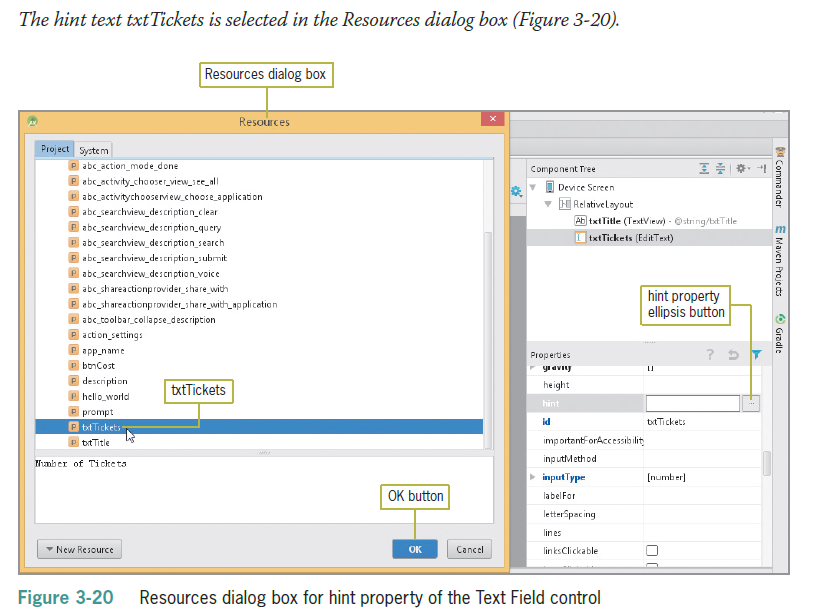 The hint text txtTickets is selected in the Resources dialog box (Figure 3-20).
Resources dialog box
Resources
Project System
abc_action_mode_done
abc_activity_chooser_view_see_all
abc_activitychooserview_choose_application
abc_searchview_description_clear
abc_searchview_description_query
abc_searchview_description_search
abc_searchview_description_submit
abc_searchview_description_voice
abc_shareactionprovider_share_with
abc_shareactionprovider_share_with_application
abc_toolbar_collapse_description
action_settings
app_name
btnCost
description
hello_world
prompt
txtTickets
txtTitle
txtTickets
Number of Tickets
OK button
New Resource
OK
Cancel
Component Tree
Device Screen
RelativeLayout
Ab txtTitle (TextView) - @string/txtTitle
txtTickets (EditText)
hint property
ellipsis button
Properties
gravity []
height
hint
id txtTickets
importantForAccessibility
inputMethod
inputType [number]
labelFor
letterSpacing
lines
linksClickable
Commander
Maven Projects
Gradle
Figure 3-20 Resources dialog box for hint property of the Text Field control